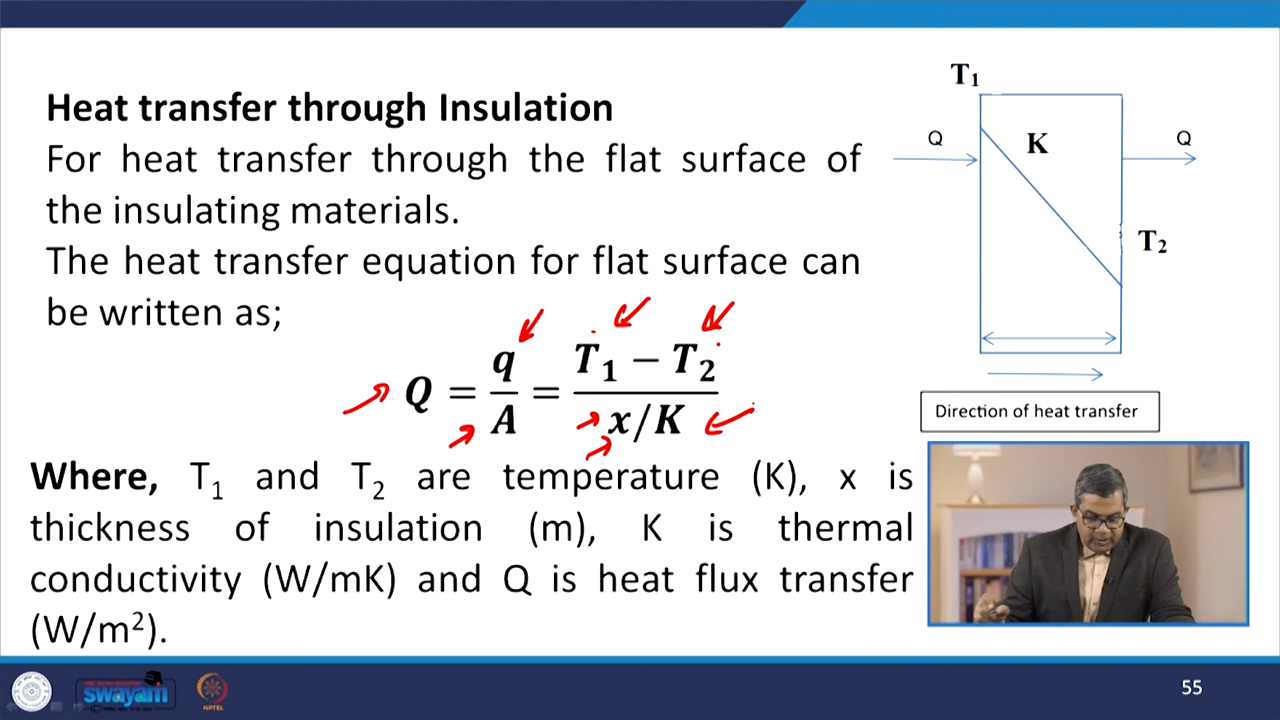 Heat transfer through Insulation
For heat transfer through the flat surface of
the insulating materials.
The heat transfer equation for flat surface can
be written as;
Q = q/A = (T₁ − T₂)/(x/K)
Where, T₁ and T₂ are temperature (K), x is
thickness of insulation (m), K is thermal
conductivity (W/mK) and Q is heat flux transfer
(W/m²).
T₁
Q
K
Q
T₂
Direction of heat transfer
swayam
NPTEL
55